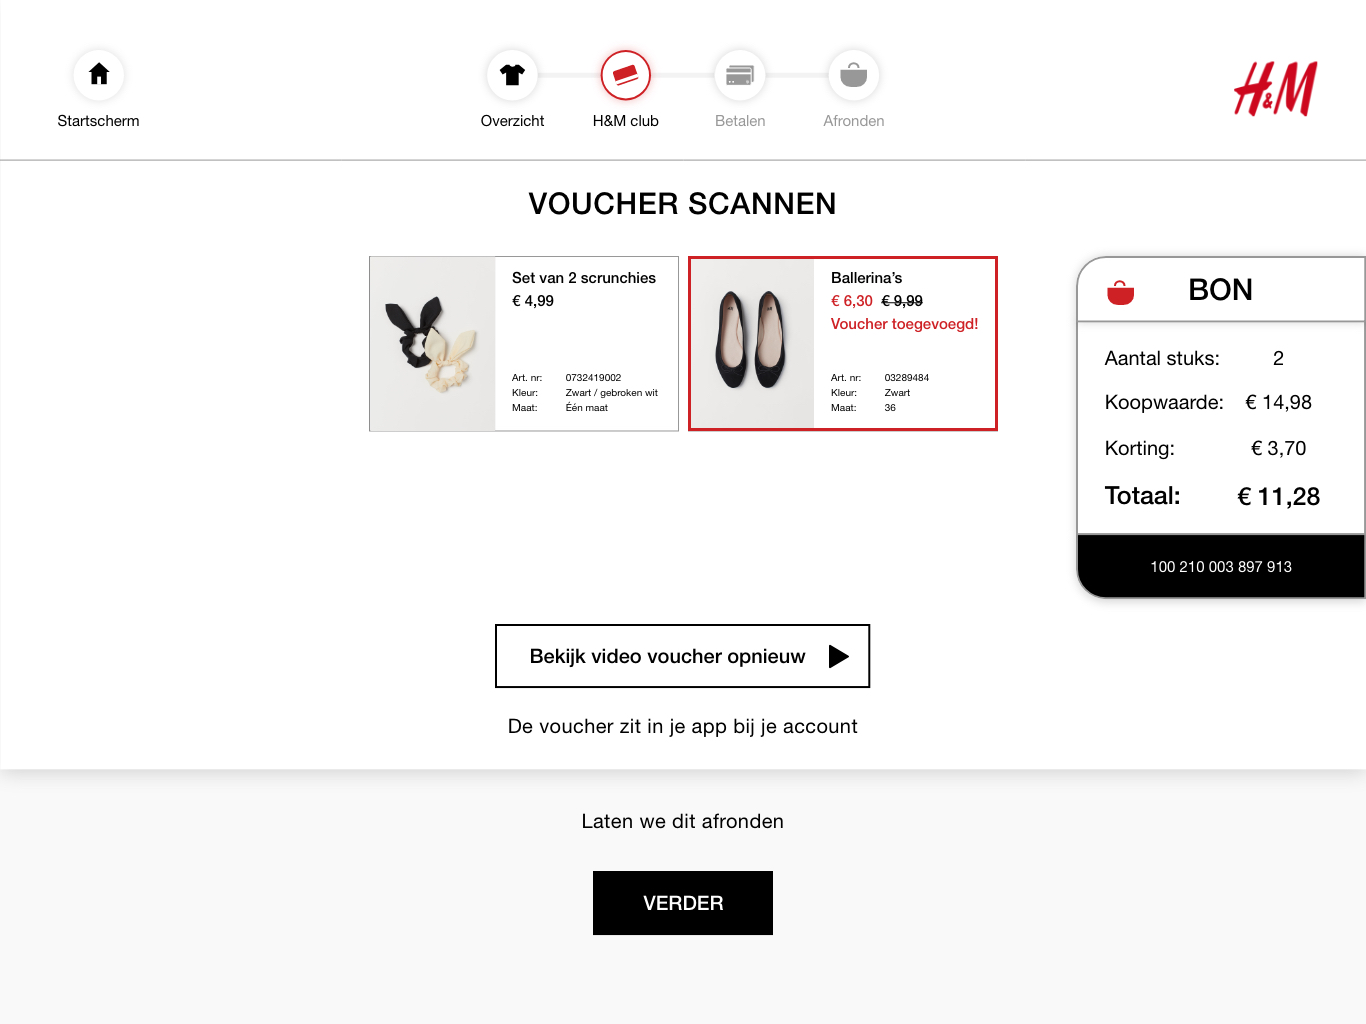 Startscherm
Overzicht
H&M club
Betalen
Afronden
H&M
VOUCHER SCANNEN
Set van 2 scrunchies
€ 4,99
Art. nr: 0732419002
Kleur: Zwart / gebroken wit
Maat: Één maat
Ballerina's
€ 6,30 € 9,99
Voucher toegevoegd!
Art. nr: 03289484
Kleur: Zwart
Maat: 36
BON
Aantal stuks: 2
Koopwaarde: € 14,98
Korting: € 3,70
Totaal: € 11,28
100 210 003 897 913
Bekijk video voucher opnieuw
De voucher zit in je app bij je account
Laten we dit afronden
VERDER